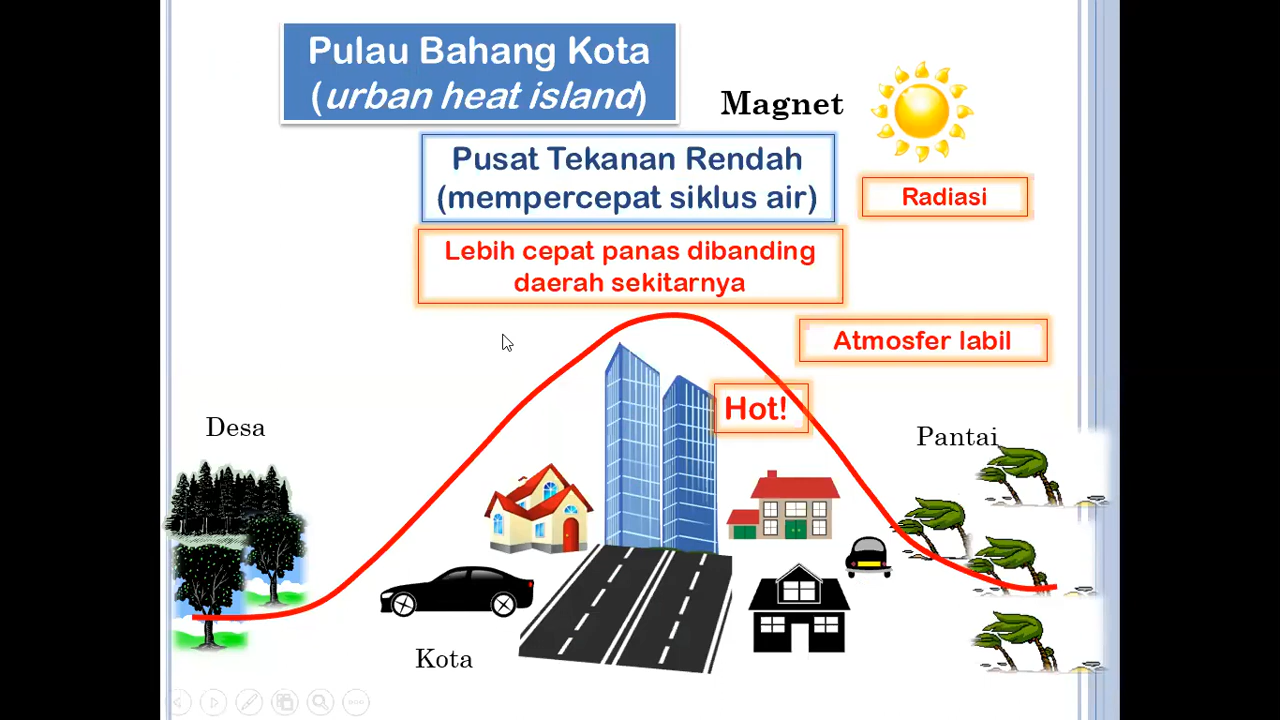 Pulau Bahang Kota
(urban heat island)
Magnet
Pusat Tekanan Rendah
(mempercepat siklus air)
Radiasi
Lebih cepat panas dibanding
daerah sekitarnya
Atmosfer labil
Hot!
Desa
Pantai
Kota